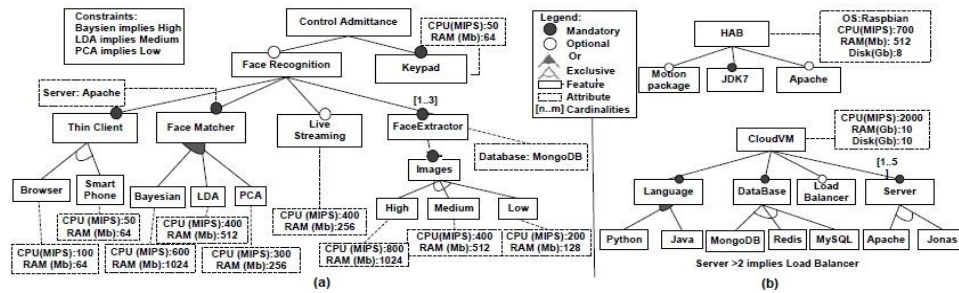 Constraints:
Baysien implies High
LDA implies Medium
PCA implies Low
(a)
Control Admittance
CPU(MIPS):50
RAM (Mb):64
Face Recognition
Keypad
Server: Apache
[1..3]
Thin Client
Face Matcher
Live
Streaming
FaceExtractor
Database: MongoDB
Images
Browser
Smart
Phone
Bayesian
LDA
PCA
High
Medium
Low
CPU (MIPS):50
RAM (Mb):64
CPU (MIPS):400
RAM (Mb):512
CPU (MIPS):400
RAM (Mb):256
CPU(MIPS):100
RAM (Mb):64
CPU (MIPS):600
RAM (Mb):1024
CPU (MIPS):300
RAM (Mb):256
CPU (MIPS):800
RAM (Mb):1024
CPU (MIPS):400
RAM (Mb):512
CPU (MIPS):200
RAM (Mb):128
(a)
Legend:
Mandatory
Optional
Or
Exclusive
Feature
Attribute
[n..m] Cardinalities
HAB
OS:Raspbian
CPU(MIPS):700
RAM(Mb): 512
Disk(Gb):8
Motion
package
JDK7
Apache
CloudVM
CPU(MIPS):2000
RAM(Gb):10
Disk(Gb):10
[1..5
]
Language
DataBase
Load
Balancer
Server
Python
Java
MongoDB
Redis
MySQL
Apache
Jonas
Server >2 implies Load Balancer
(b)